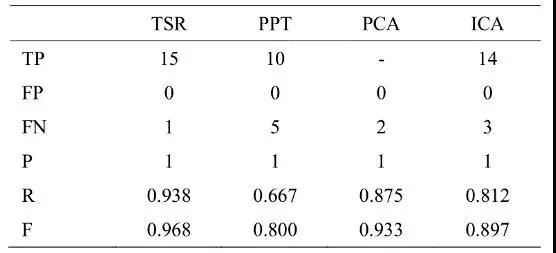 TSR PPT PCA ICA
TP 15 10 - 14
FP 0 0 0 0
FN 1 5 2 3
P 1 1 1 1
R 0.938 0.667 0.875 0.812
F 0.968 0.800 0.933 0.897